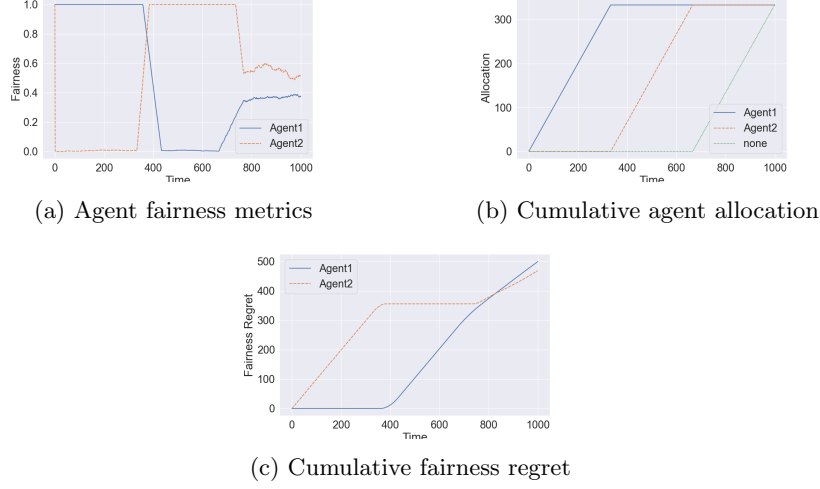 1.0
0.8
0.6
0.4
0.2
0.0
Fairness
Agent1
Agent2
0 200 400 600 800 1000
Time
(a) Agent fairness metrics
300
200
100
0
Allocation
Agent1
Agent2
none
0 200 400 600 800 1000
Time
(b) Cumulative agent allocation
500
400
300
200
100
0
Fairness Regret
Agent1
Agent2
0 200 400 600 800 1000
Time
(c) Cumulative fairness regret